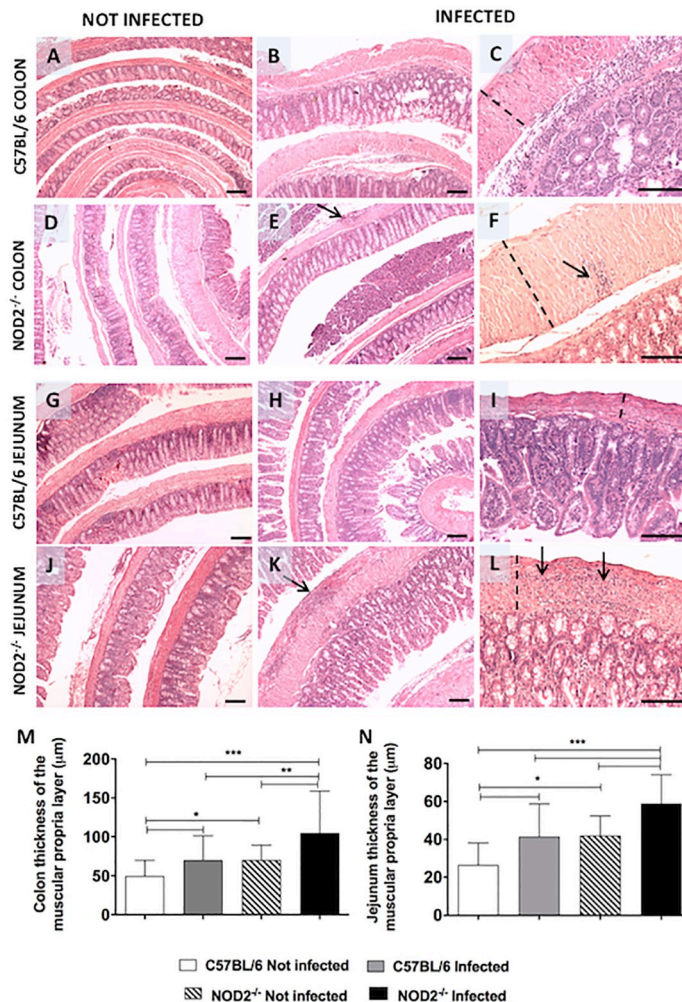 NOT INFECTED
INFECTED
C57BL/6 COLON
A
B
C
NOD2-/- COLON
D
E
F
C57BL/6 JEJUNUM
G
H
I
NOD2-/- JEJUNUM
J
K
L
M
Colon thickness of the
muscular propria layer (µm)
200
150
100
50
0
***
**
*
N
Jejunum thickness of the
muscular propria layer (µm)
80
60
40
20
0
***
*
C57BL/6 Not infected
C57BL/6 Infected
NOD2-/- Not infected
NOD2-/- Infected